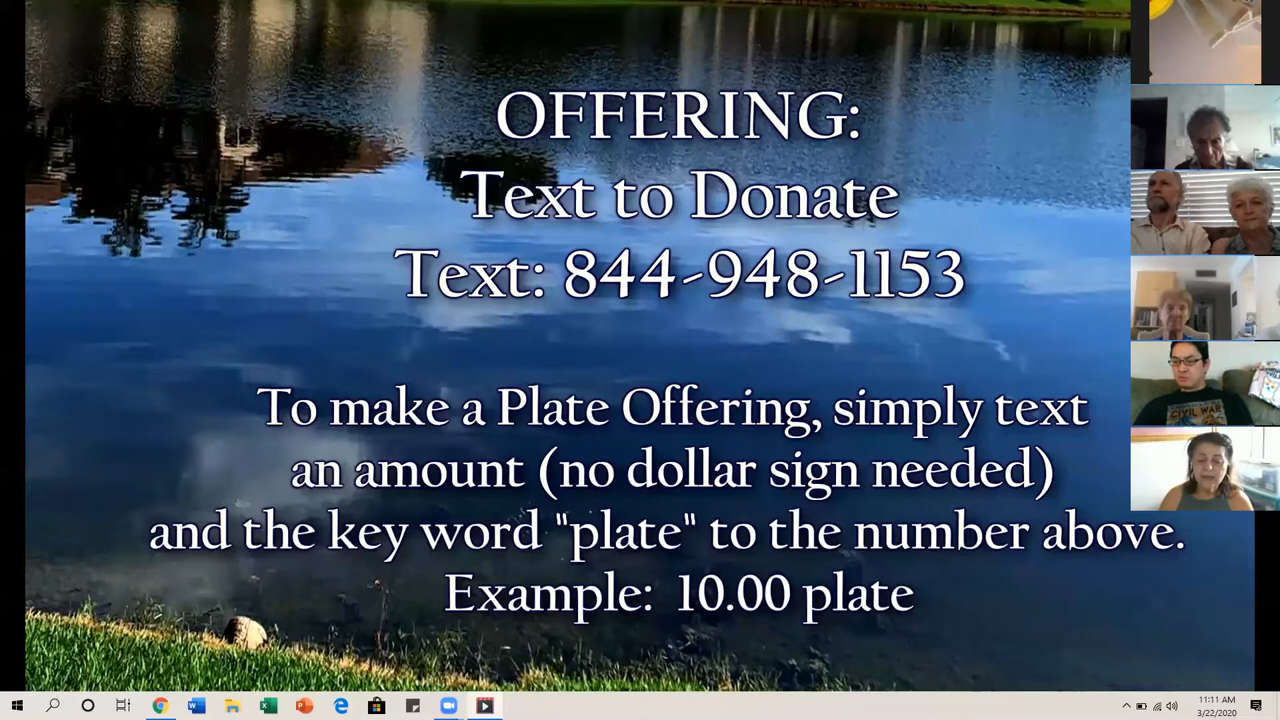 OFFERING:
Text to Donate
Text: 844-948-1153
To make a Plate Offering, simply text
an amount (no dollar sign needed)
and the key word "plate" to the number above.
Example: 10.00 plate
CIVIL WAR
11:11 AM
3/22/2020